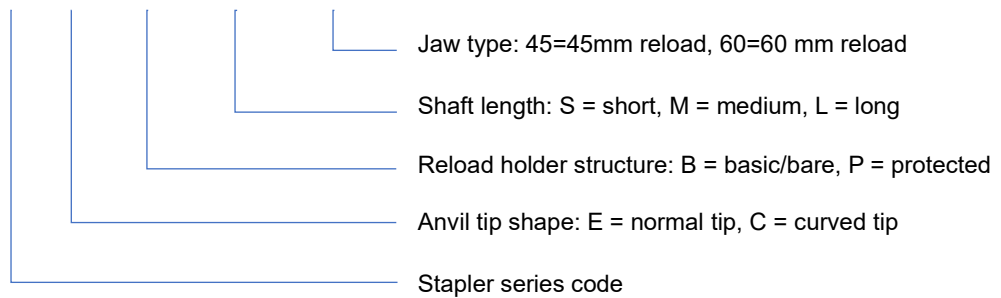 Jaw type: 45=45mm reload, 60=60 mm reload
Shaft length: S = short, M = medium, L = long
Reload holder structure: B = basic/bare, P = protected
Anvil tip shape: E = normal tip, C = curved tip
Stapler series code